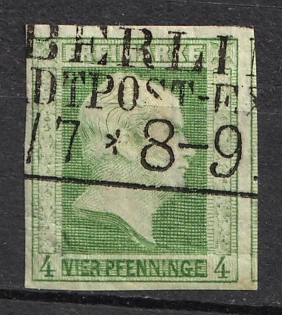 BERLI
DTPOST-E
7 * 8-9
4 VIER PFENNINGE 4